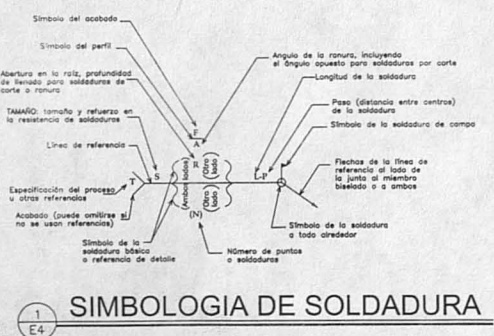 Símbolo del acabado
Símbolo del perfil
Abertura en la raíz, profundidad
de llenado para soldaduras de
corte o ranura
TAMAÑO: tamaño y refuerzo en
la resistencia de soldaduras
Línea de referencia
Especificación del proceso
u otras referencias
Acabado (puede omitirse si
no se usan referencias)
Símbolo de la
soldadura básica
o referencia de detalle
F
A
R
T
S
(Ambos lados)
(Otro lado)
(Otro lado)
(N)
L-P
Angulo de la ranura, incluyendo
el ángulo opuesto para soldaduras por corte
Longitud de la soldadura
Paso (distancia entre centros)
de la soldadura
Símbolo de la soldadura de campo
Flechas de la línea de
referencia al lado de
la junta al miembro
biselado o a ambos
Símbolo de la soldadura
a todo alrededor
Número de puntos
o soldaduras
1
E4
SIMBOLOGIA DE SOLDADURA